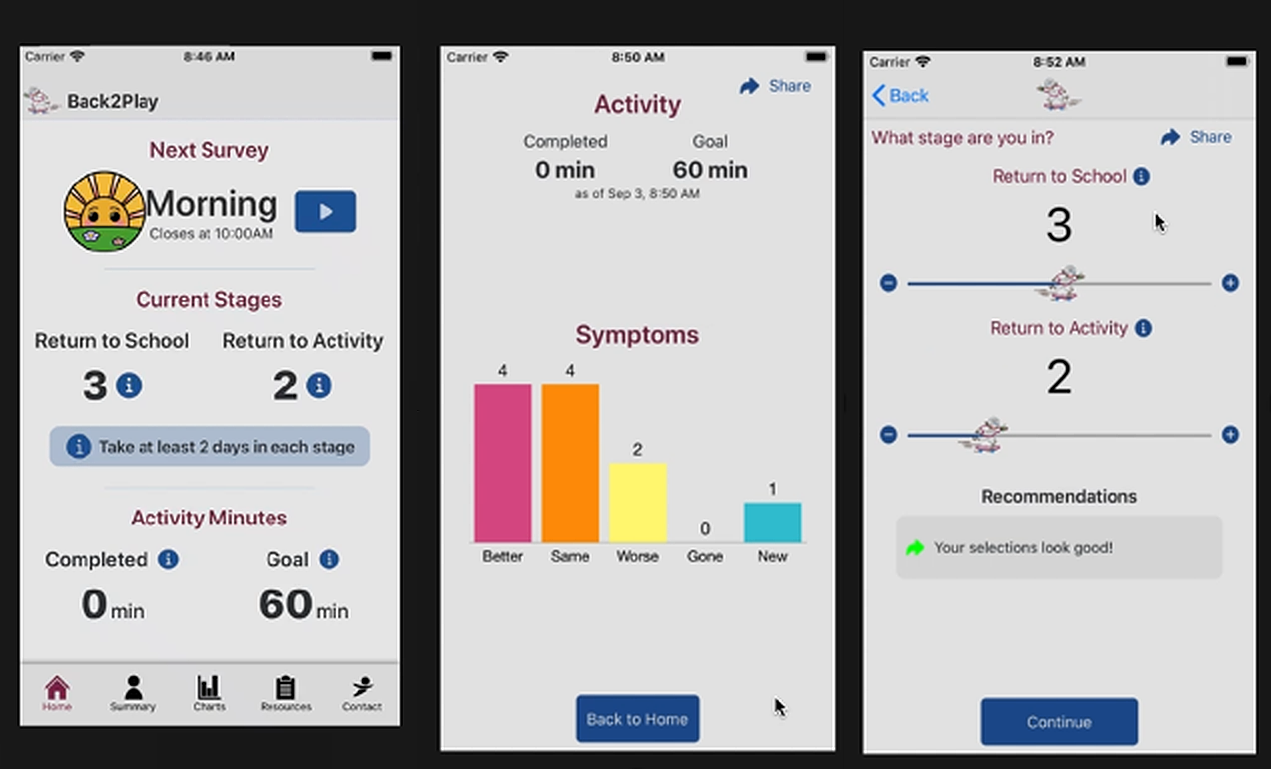 Carrier 8:46 AM
Back2Play
Next Survey
Morning
Closes at 10:00AM
Current Stages
Return to School Return to Activity
3 2
Take at least 2 days in each stage
Activity Minutes
Completed Goal
0 min 60 min
Home Summary Charts Resources Contact
Carrier 8:50 AM
Share
Activity
Completed Goal
0 min 60 min
as of Sep 3, 8:50 AM
Symptoms
4 4 2 0 1
Better Same Worse Gone New
Back to Home
Carrier 8:52 AM
Back
What stage are you in? Share
Return to School
3
Return to Activity
2
Recommendations
Your selections look good!
Continue